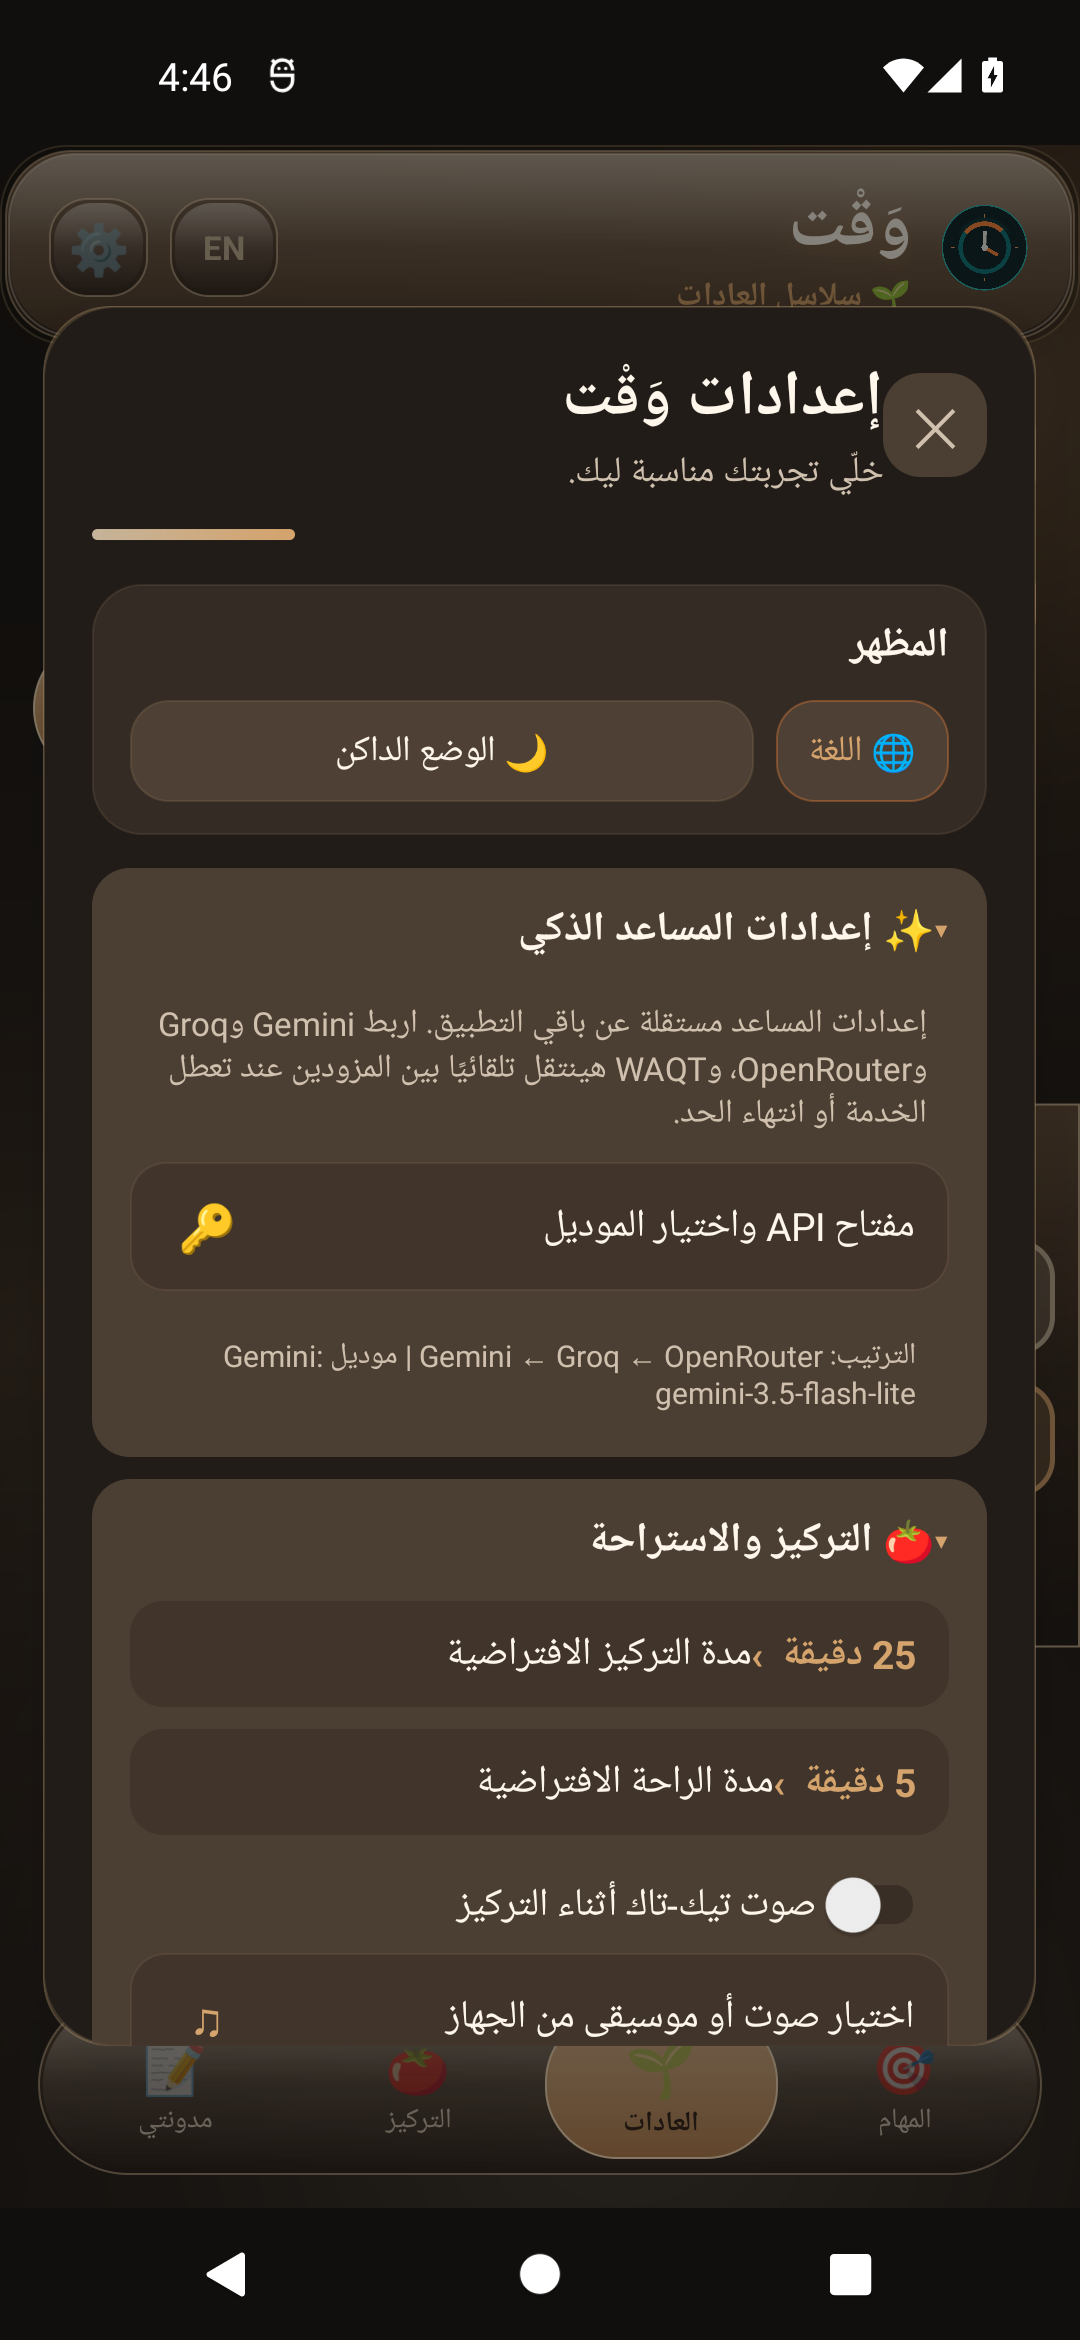 4:46
وَقْت
EN
🌱 سلاسل العادات
إعدادات وَقْت
خلّي تجربتك مناسبة ليك.
المظهر
🌐 اللغة
🌙 الوضع الداكن
✨ إعدادات المساعد الذكي
إعدادات المساعد مستقلة عن باقي التطبيق. اربط Gemini وGroq
وOpenRouter، وWAQT هينتقل تلقائيًا بين المزودين عند تعطل
الخدمة أو انتهاء الحد.
مفتاح API واختيار الموديل 🔑
الترتيب: Gemini ← Groq ← OpenRouter | موديل Gemini:
gemini-3.5-flash-lite
🍅 التركيز والاستراحة
25 دقيقة ‹ مدة التركيز الافتراضية
5 دقيقة ‹ مدة الراحة الافتراضية
صوت تيك-تاك أثناء التركيز
اختيار صوت أو موسيقى من الجهاز ♫
المهام
العادات
التركيز
مدونتي